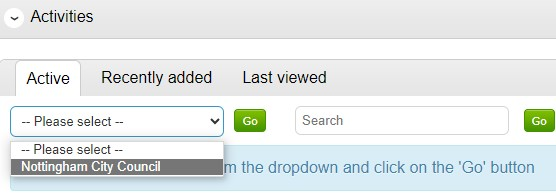 Activities
Active Recently added Last viewed
-- Please select -- Go Search Go
-- Please select --
Nottingham City Council
m the dropdown and click on the 'Go' button